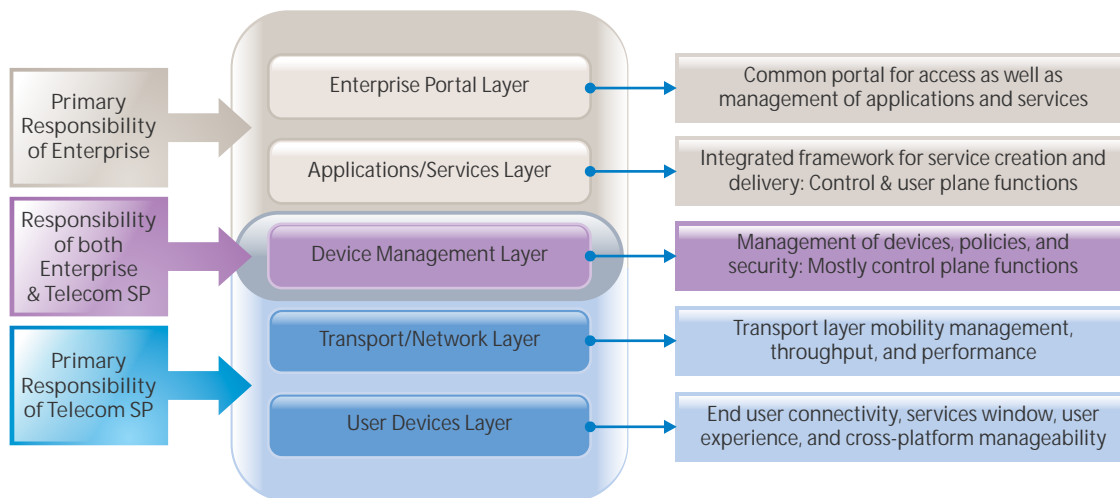 Primary
Responsibility
of Enterprise
Responsibility
of both
Enterprise
& Telecom SP
Primary
Responsibility
of Telecom SP
Enterprise Portal Layer
Applications/Services Layer
Device Management Layer
Transport/Network Layer
User Devices Layer
Common portal for access as well as
management of applications and services
Integrated framework for service creation and
delivery: Control & user plane functions
Management of devices, policies, and
security: Mostly control plane functions
Transport layer mobility management,
throughput, and performance
End user connectivity, services window, user
experience, and cross-platform manageability